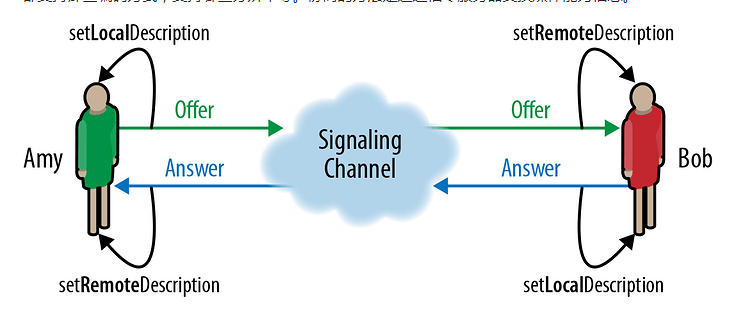 setLocalDescription
setRemoteDescription
Offer
Offer
Signaling
Channel
Amy
Bob
Answer
Answer
setRemoteDescription
setLocalDescription